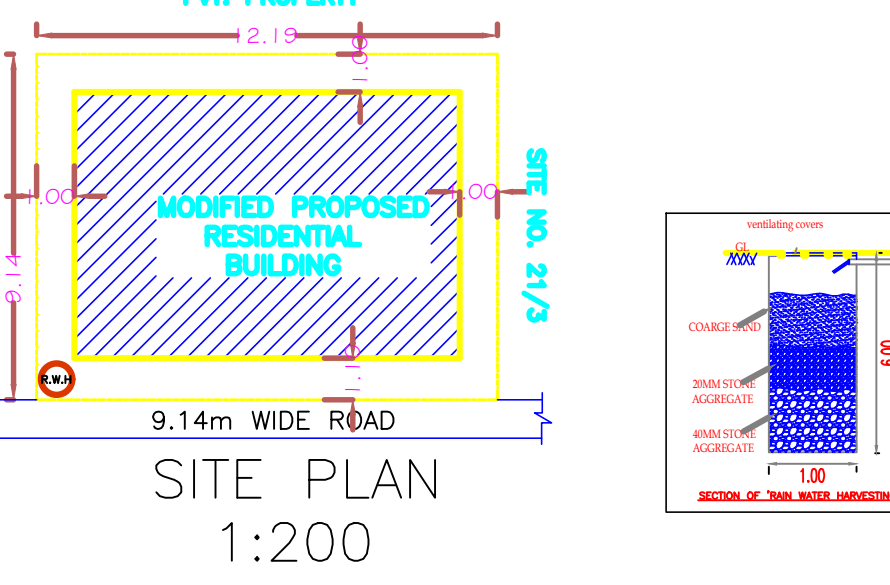 PVT. PROPERTY
12.19
1.00
1.00
1.00
9.14
MODIFIED PROPOSED
RESIDENTIAL
BUILDING
SITE NO. 21/3
R.W.H
9.14m WIDE ROAD
SITE PLAN
1:200
ventilating covers
GL
COARGE SAND
20MM STONE
AGGREGATE
40MM STONE
AGGREGATE
1.00
SECTION OF "RAIN WATER HARVESTIN